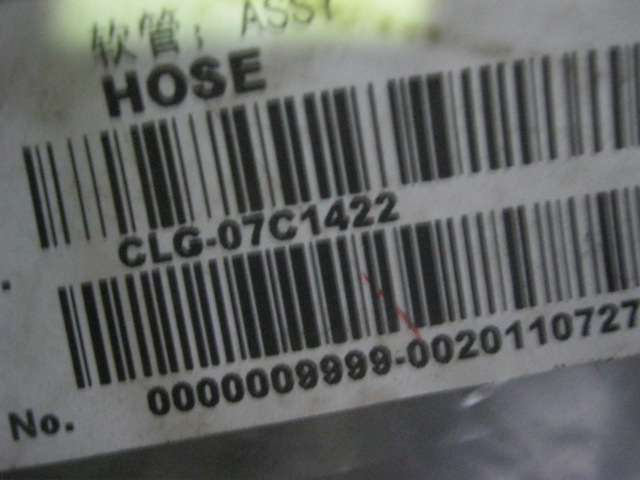 软管; ASSY
HOSE
CLG-07C1422
0000009999-0020110727
No.